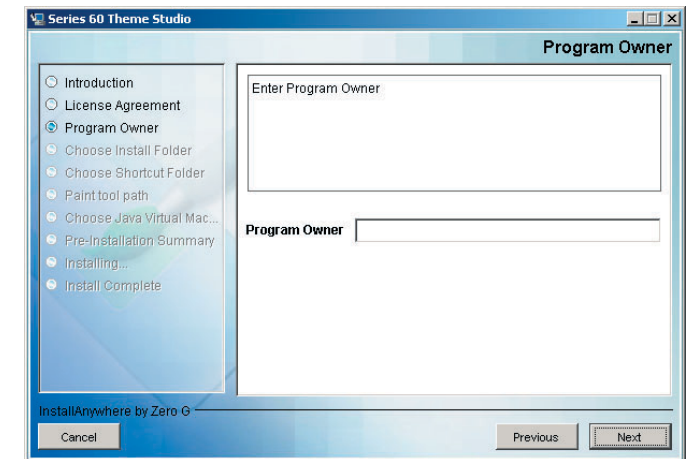 Series 60 Theme Studio
Program Owner
Introduction
License Agreement
Program Owner
Choose Install Folder
Choose Shortcut Folder
Paint tool path
Choose Java Virtual Mac...
Pre-Installation Summary
Installing...
Install Complete
Enter Program Owner
Program Owner
InstallAnywhere by Zero G
Cancel
Previous
Next